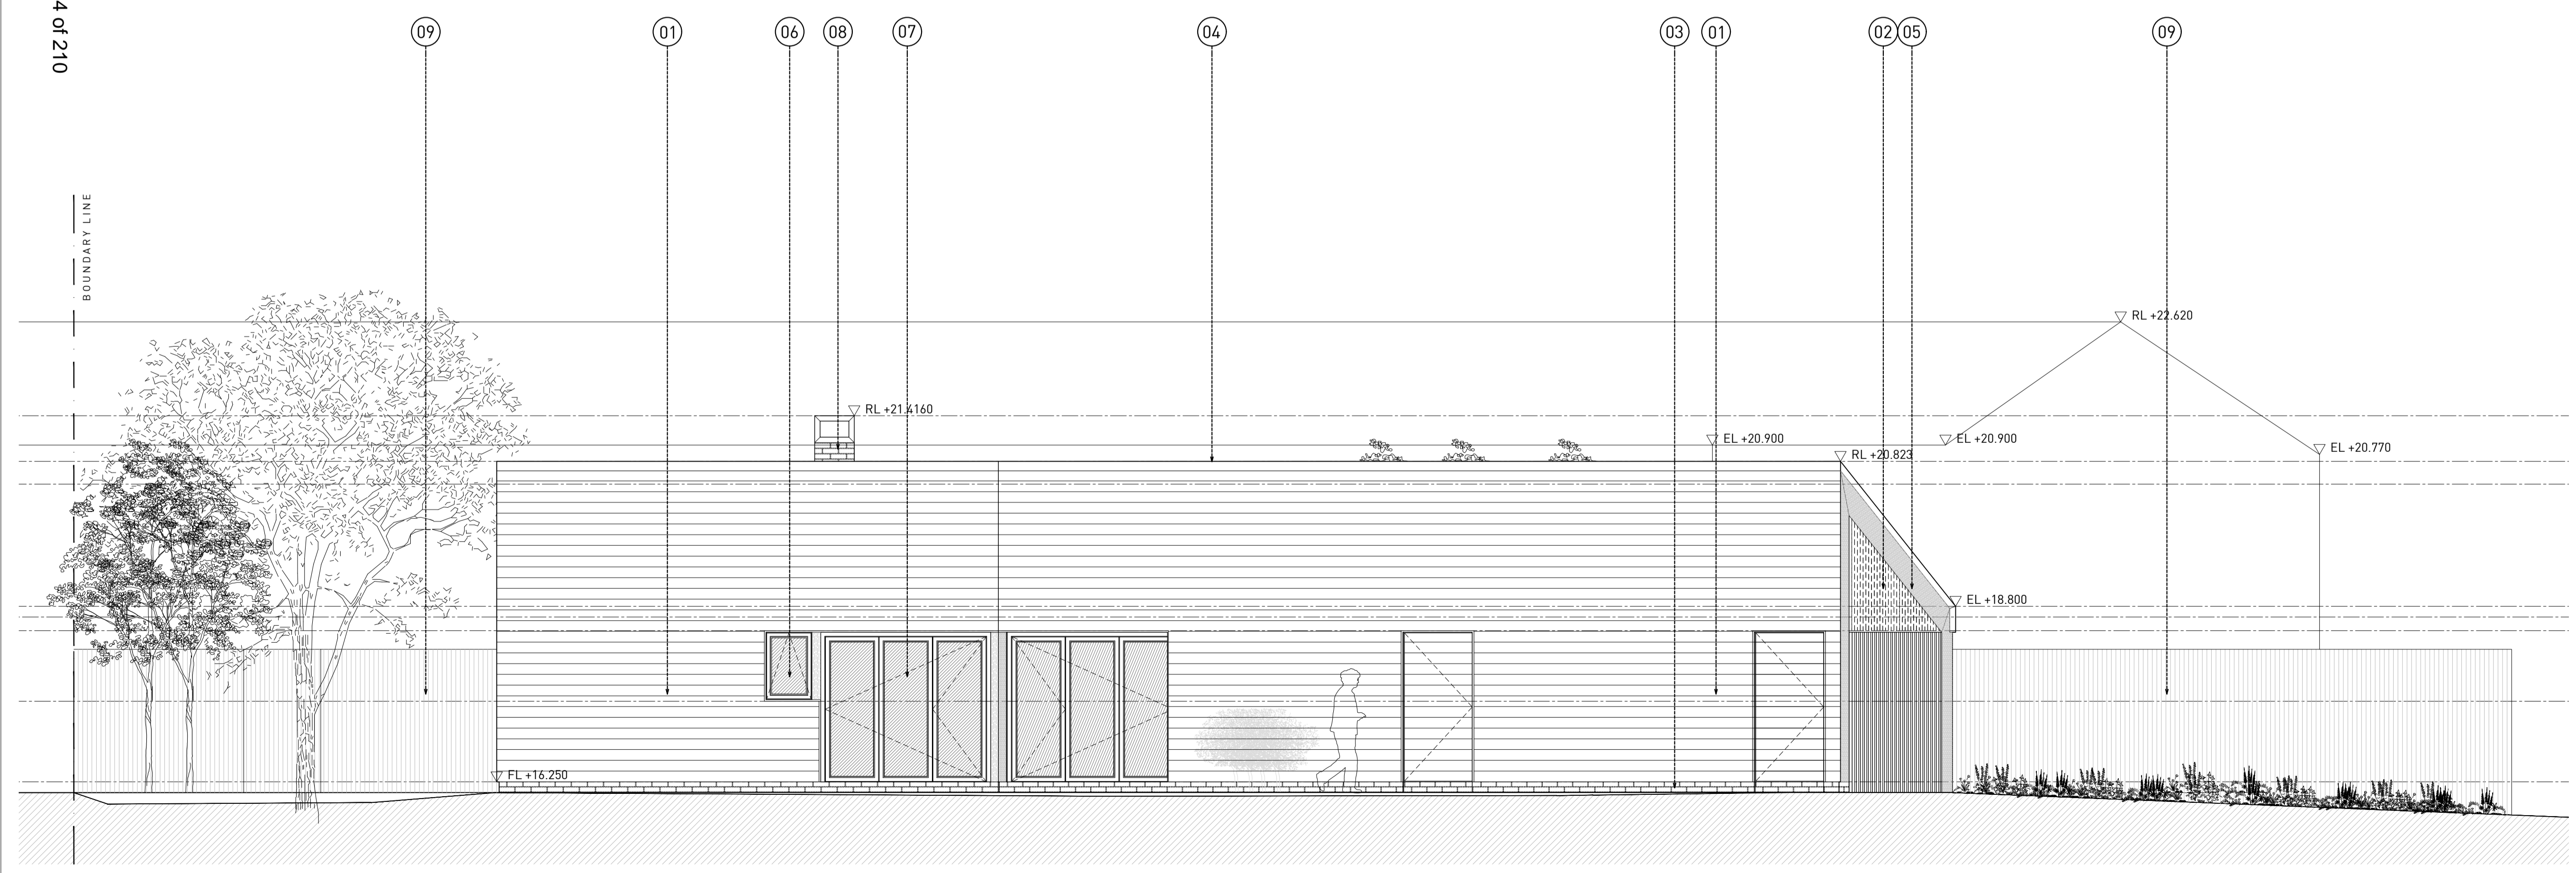 4 of 210
09
01
06
08
07
04
03
01
02
05
09
BOUNDARY LINE
RL +22.620
RL +21.4160
EL +20.900
EL +20.900
EL +20.770
RL +20.823
EL +18.800
FL +16.250